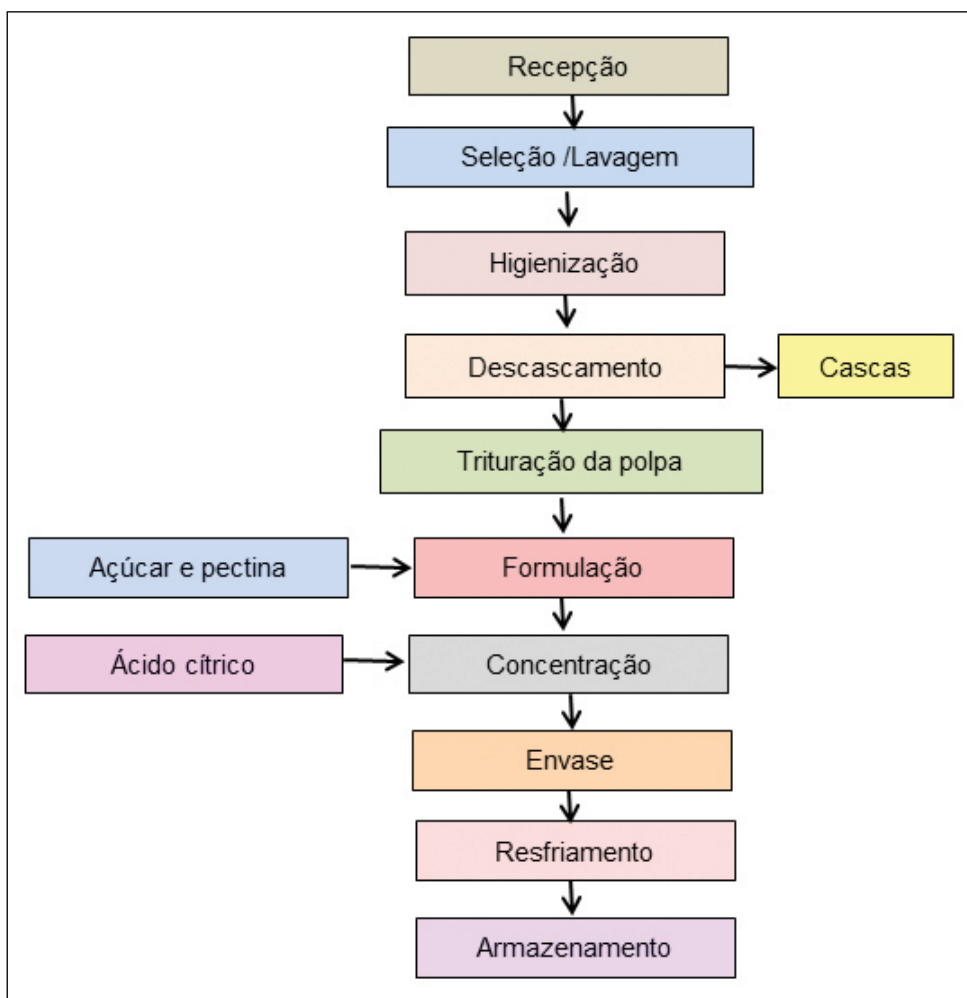 Recepção
Seleção /Lavagem
Higienização
Descascamento
Cascas
Trituração da polpa
Açúcar e pectina
Formulação
Ácido cítrico
Concentração
Envase
Resfriamento
Armazenamento